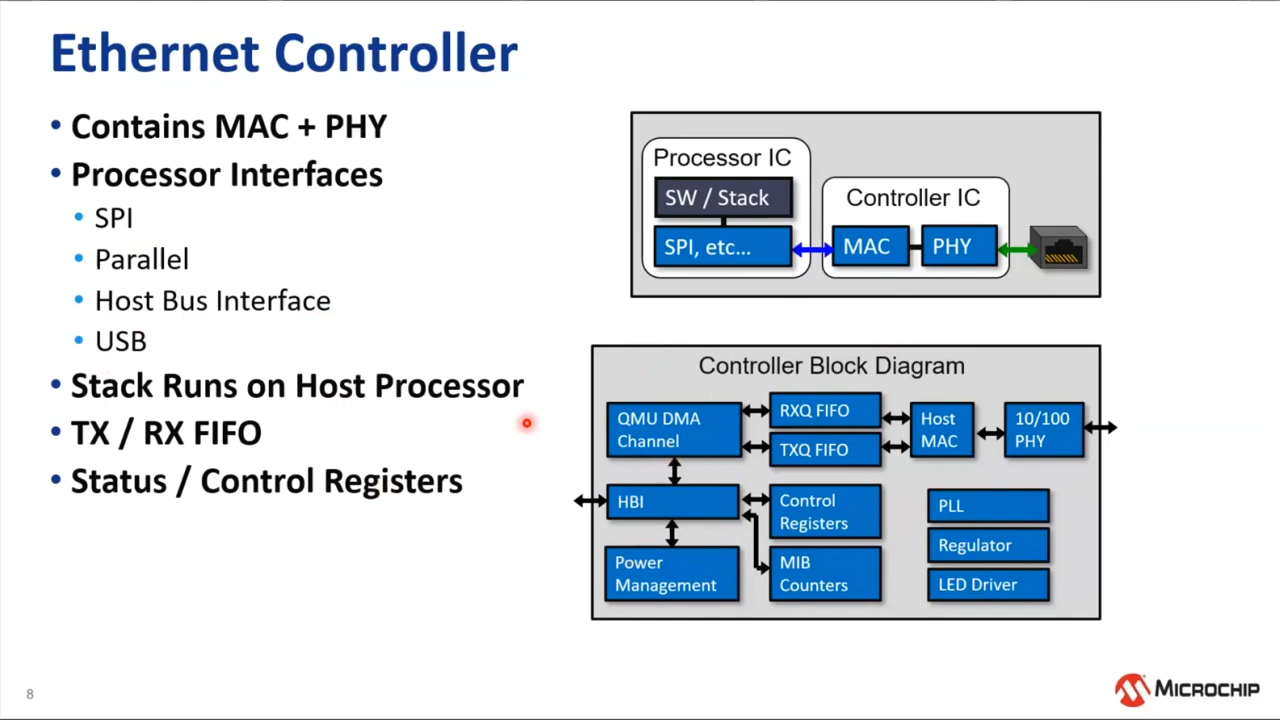 Ethernet Controller
• Contains MAC + PHY
• Processor Interfaces
• SPI
• Parallel
• Host Bus Interface
• USB
• Stack Runs on Host Processor
• TX / RX FIFO
• Status / Control Registers
Processor IC
SW / Stack
SPI, etc...
Controller IC
MAC
PHY
Controller Block Diagram
QMU DMA
Channel
RXQ FIFO
TXQ FIFO
Host
MAC
10/100
PHY
HBI
Control
Registers
Power
Management
MIB
Counters
PLL
Regulator
LED Driver
8
MICROCHIP